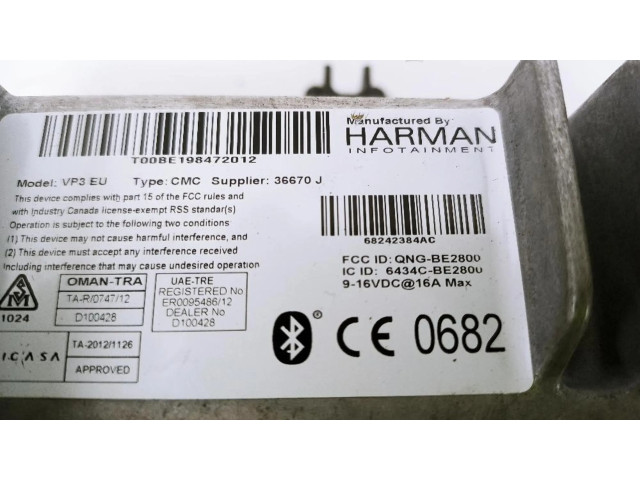 Manufactured By
HARMAN
INFOTAINMENT
T00BE198472012
Model: VP3 EU Type: CMC Supplier: 36670 J
This device complies with part 15 of the FCC rules and
with Industry Canada license-exempt RSS standar(s)
Operation is subject to the following two conditions
(1) This device may not cause harmful interference, and
(2) This device must accept any interference received
including interference that may cause undesired operation
68242384AC
FCC ID: QNG-BE2800
IC ID: 6434C-BE2800
9-16VDC@16A Max
1024
OMAN-TRA
TA-R/0747/12
D100428
UAE-TRE
REGISTERED No
ER0095486/12
DEALER No
D100428
I.C A S A
TA-2012/1126
APPROVED
CE 0682